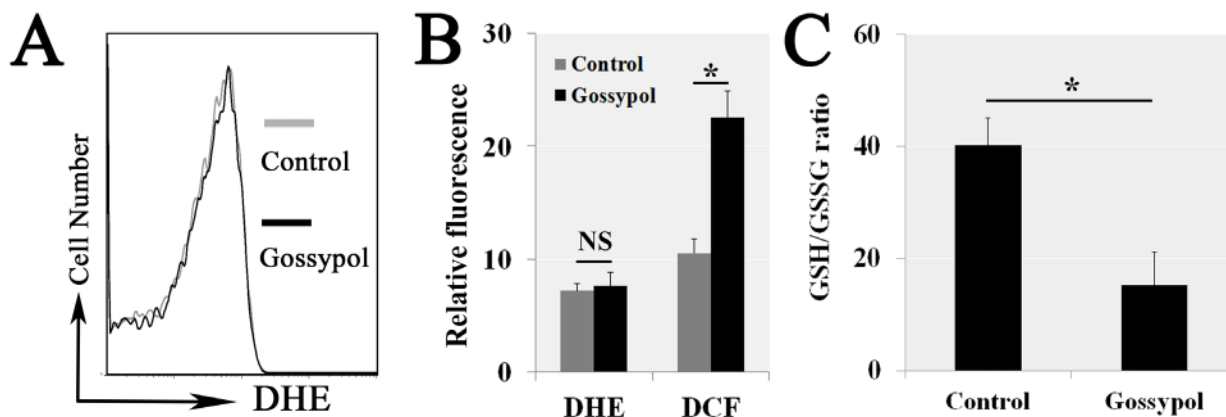 A
Cell Number
Control
Gossypol
DHE
B
Relative fluorescence
30
20
10
0
Control
Gossypol
*
NS
DHE
DCF
C
GSH/GSSG ratio
60
40
20
0
*
Control
Gossypol